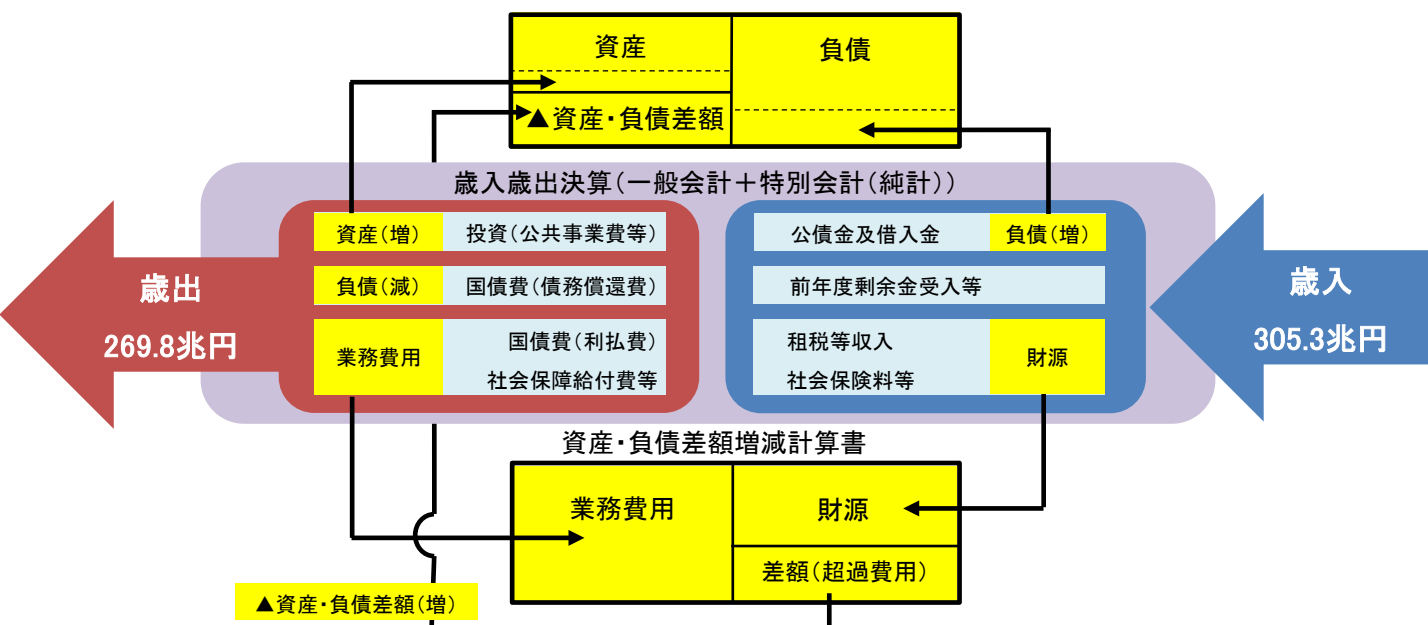 資産
負債
▲資産・負債差額
歳入歳出決算(一般会計+特別会計(純計))
資産(増)
投資(公共事業費等)
公債金及借入金
負債(増)
負債(減)
国債費(債務償還費)
前年度剰余金受入等
歳出
269.8兆円
歳入
305.3兆円
業務費用
国債費(利払費)
社会保障給付費等
租税等収入
社会保険料等
財源
資産・負債差額増減計算書
業務費用
財源
差額(超過費用)
▲資産・負債差額(増)